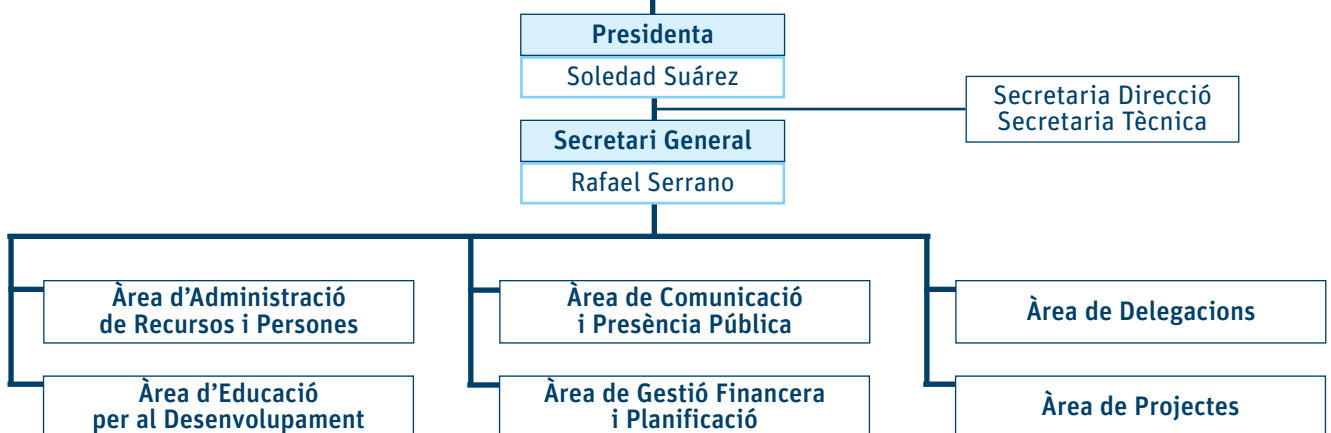 Presidenta
Soledad Suárez
Secretaria Direcció
Secretaria Tècnica
Secretari General
Rafael Serrano
Àrea d’Administració
de Recursos i Persones
Àrea de Comunicació
i Presència Pública
Àrea de Delegacions
Àrea d’Educació
per al Desenvolupament
Àrea de Gestió Financera
i Planificació
Àrea de Projectes